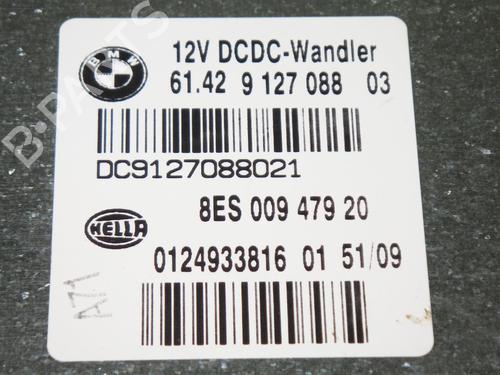 BMW
12V DCDC-Wandler
61.42 9 127 088 03
DC9127088021
8ES 009 479 20
HELLA
0124933816 01 51/09
A71
B-PARTS